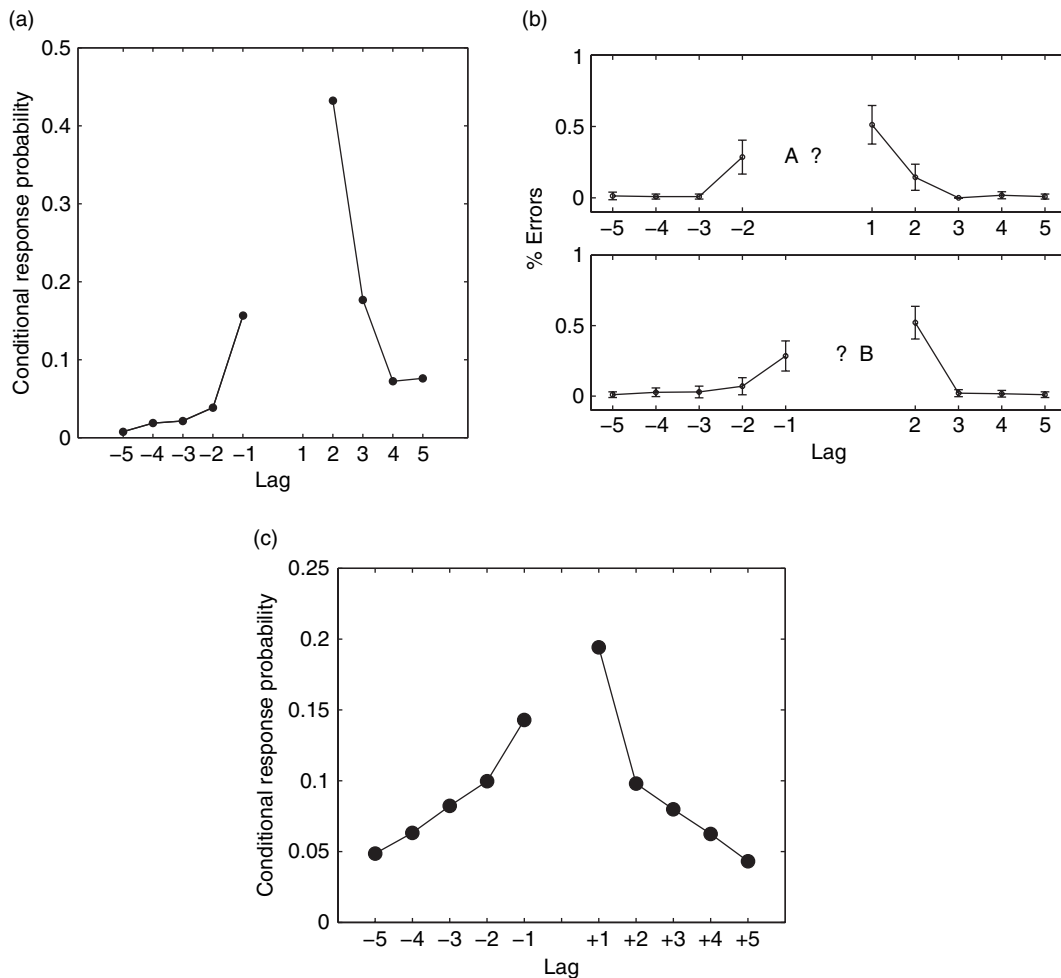 (a)
Conditional response probability
0.5
0.4
0.3
0.2
0.1
0
−5 −4 −3 −2 −1 1 2 3 4 5
Lag
(b)
% Errors
1
0.5
0
A ?
−5 −4 −3 −2 1 2 3 4 5
1
0.5
0
? B
−5 −4 −3 −2 −1 2 3 4 5
Lag
(c)
Conditional response probability
0.25
0.2
0.15
0.1
0.05
0
−5 −4 −3 −2 −1 +1 +2 +3 +4 +5
Lag